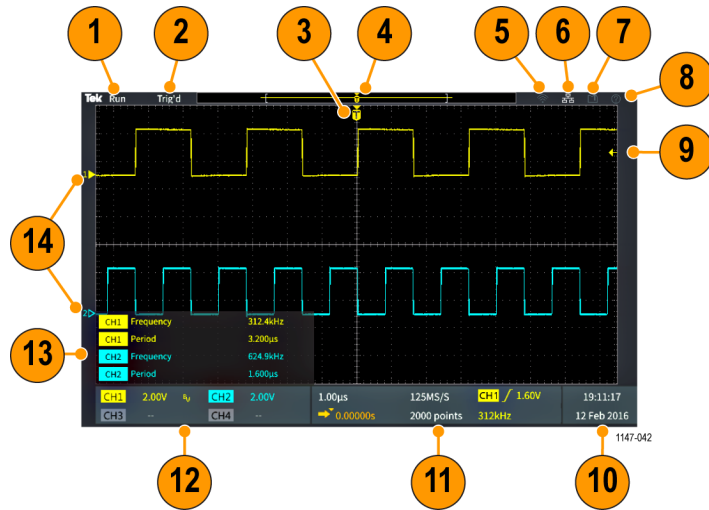 1 2 3 4 5 6 7 8
Tek Run Trig'd
T
9
1
14
2
CH1 Frequency 312.4kHz
CH1 Period 3.200µs
CH2 Frequency 624.9kHz
CH2 Period 1.600µs
13
CH1 2.00V CH2 2.00V 1.00µs 125MS/S CH1 1.60V 19:11:17
CH3 -- CH4 -- 0.00000s 2000 points 312kHz 12 Feb 2016
1147-042
12 11 10